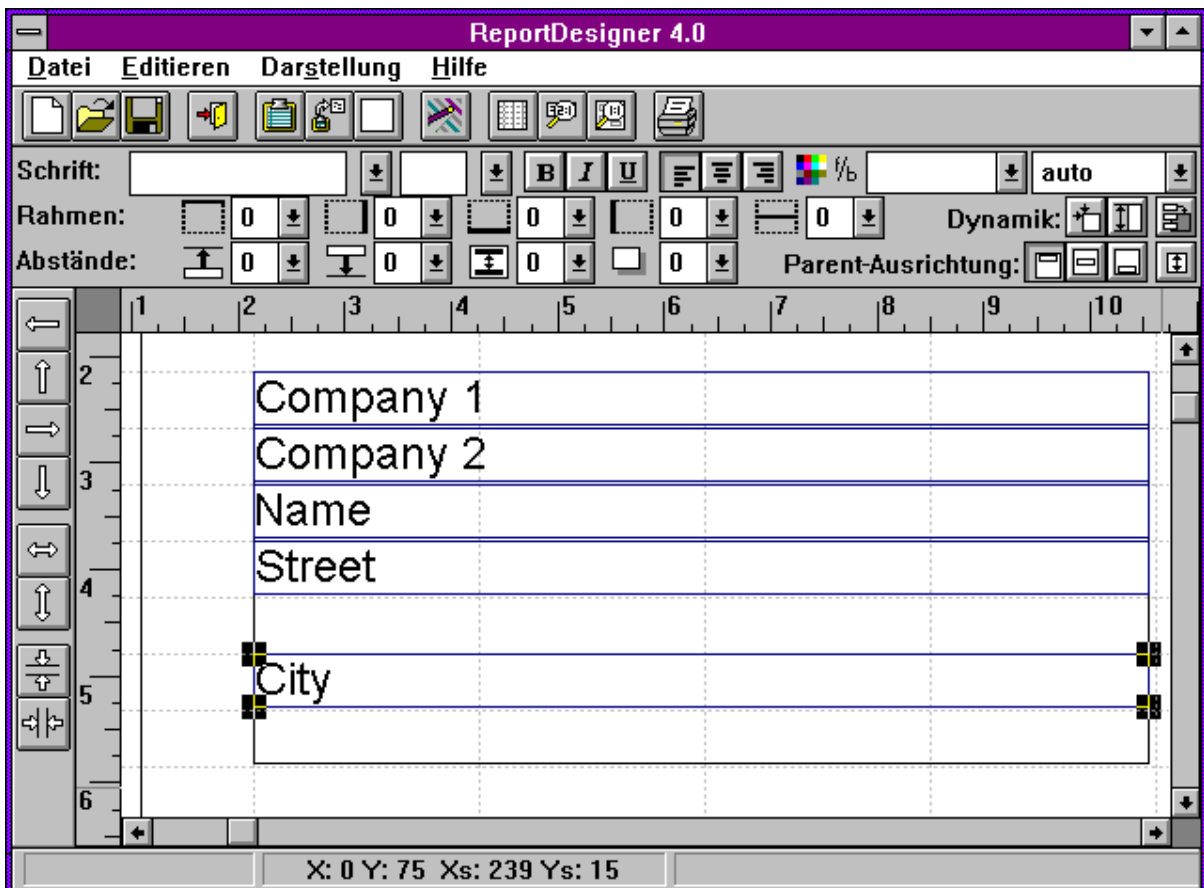 ReportDesigner 4.0
Datei Editieren Darstellung Hilfe
Schrift: B I U f/b auto
Rahmen: 0 0 0 0 0 Dynamik:
Abstände: 0 0 0 0 Parent-Ausrichtung:
1 2 3 4 5 6 7 8 9 10
2
Company 1
Company 2
3
Name
Street
4
City
5
6
X: 0 Y: 75 Xs: 239 Ys: 15